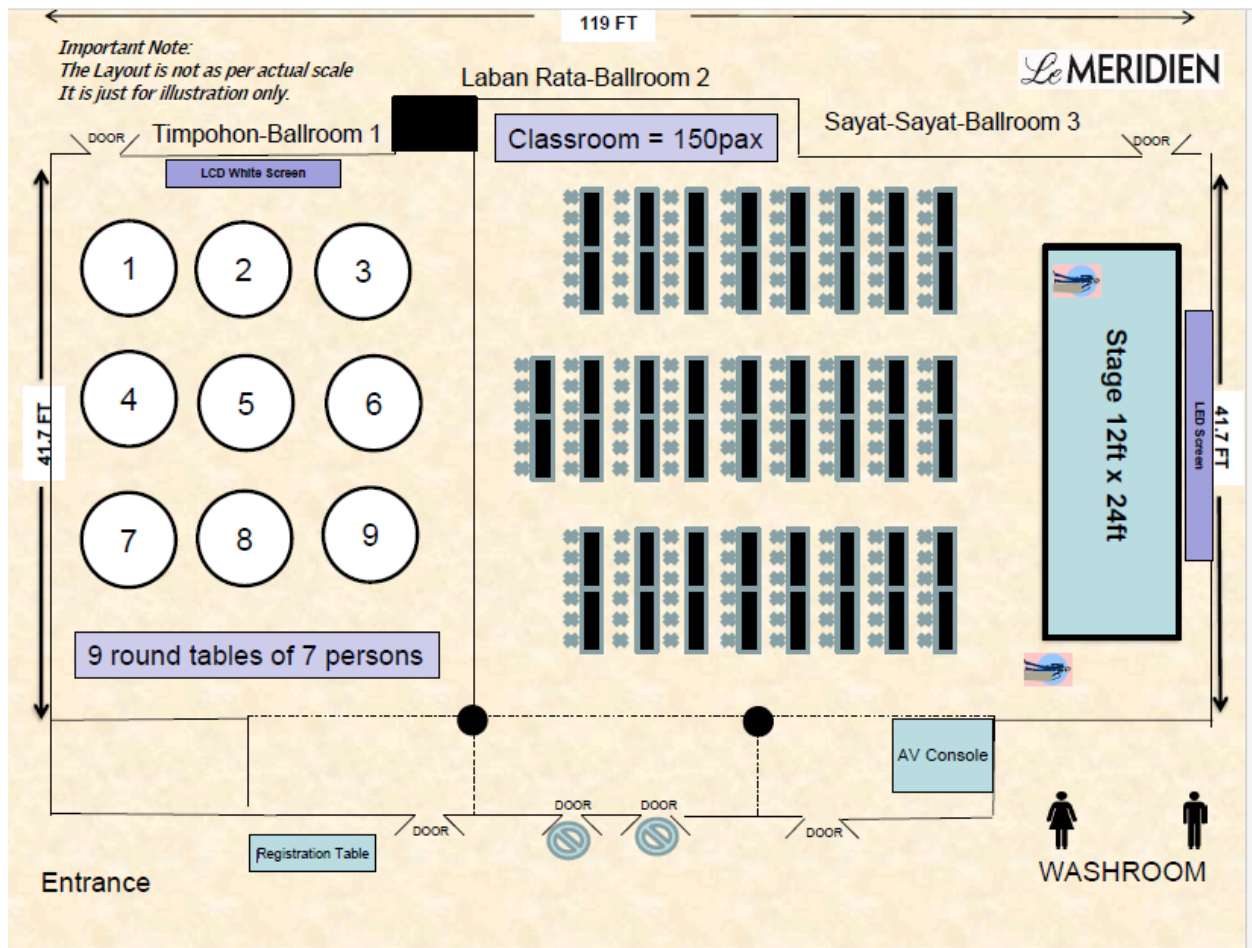 119 FT
Important Note:
The Layout is not as per actual scale
It is just for illustration only.
Laban Rata-Ballroom 2
Le MERIDIEN
DOOR
Timpohon-Ballroom 1
Classroom = 150pax
Sayat-Sayat-Ballroom 3
DOOR
LCD White Screen
1
2
3
4
5
6
7
8
9
41.7 FT
Stage 12ft x 24ft
LED Screen
41.7 FT
9 round tables of 7 persons
AV Console
DOOR
DOOR
DOOR
DOOR
Registration Table
Entrance
WASHROOM